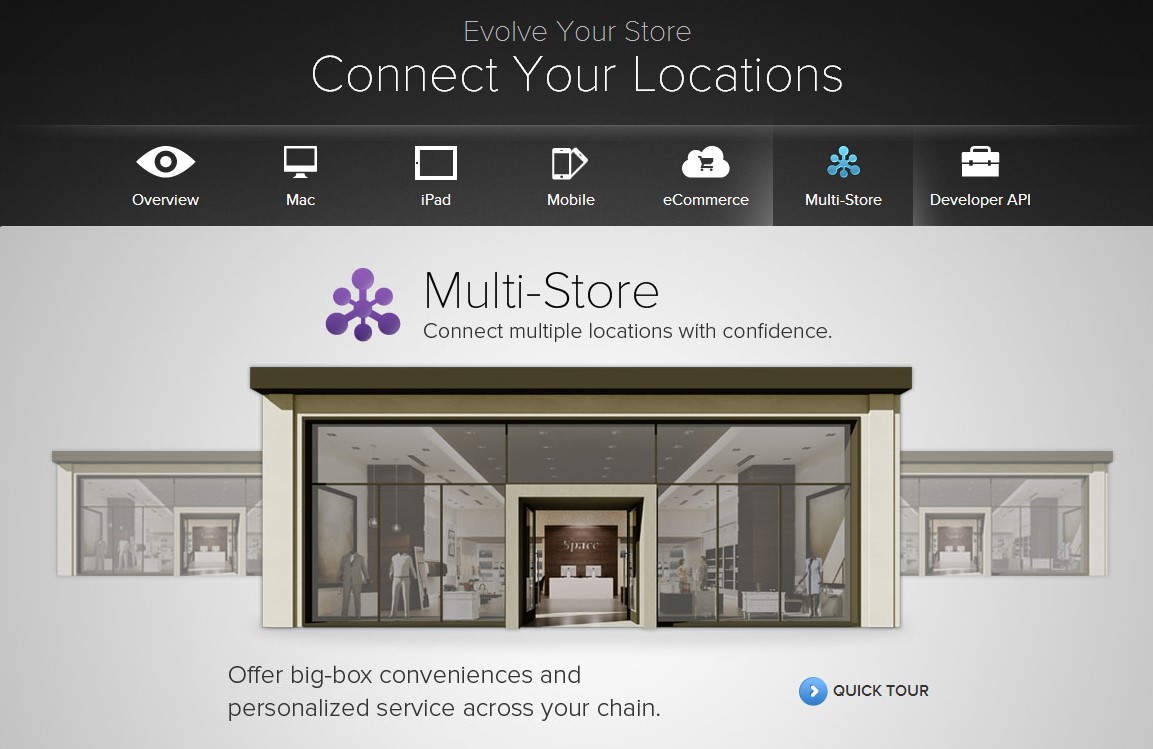 Evolve Your Store
Connect Your Locations
Overview
Mac
iPad
Mobile
eCommerce
Multi-Store
Developer API
Multi-Store
Connect multiple locations with confidence.
Space
Offer big-box conveniences and
personalized service across your chain.
QUICK TOUR